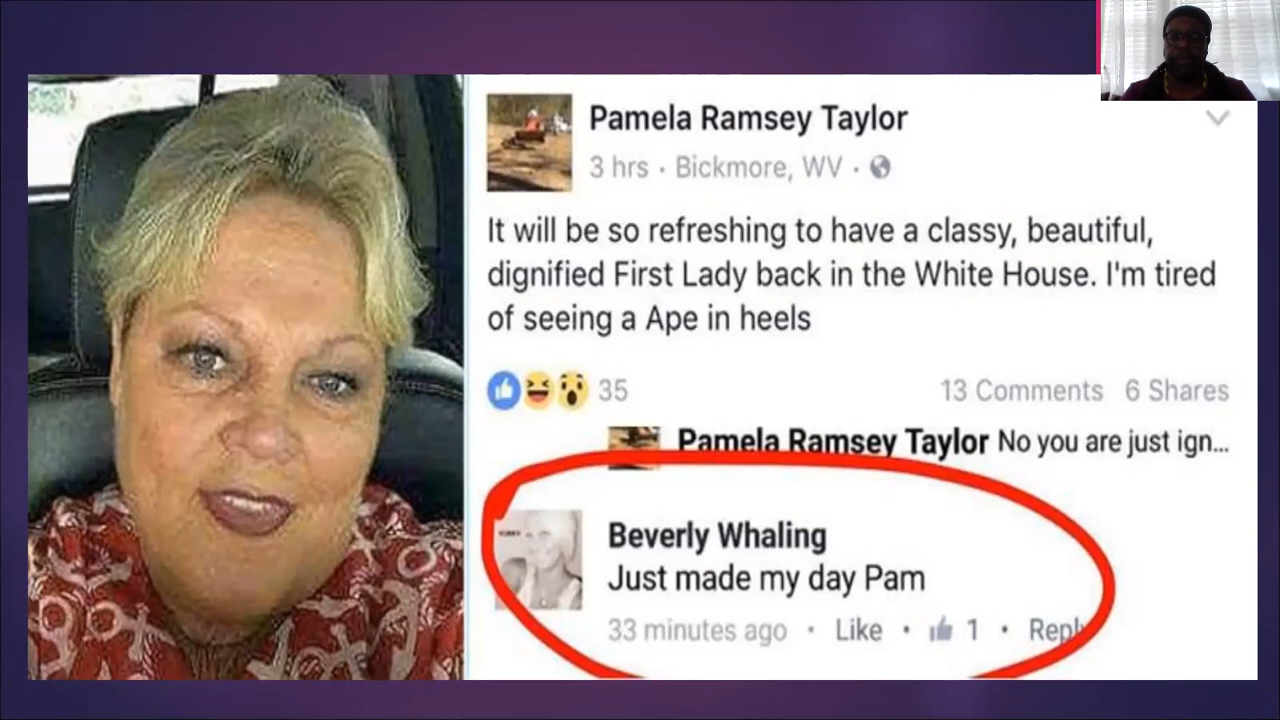 Pamela Ramsey Taylor
3 hrs · Bickmore, WV ·
It will be so refreshing to have a classy, beautiful,
dignified First Lady back in the White House. I'm tired
of seeing a Ape in heels
35 13 Comments 6 Shares
Pamela Ramsey Taylor No you are just ign...
Beverly Whaling
Just made my day Pam
33 minutes ago · Like · 1 · Reply